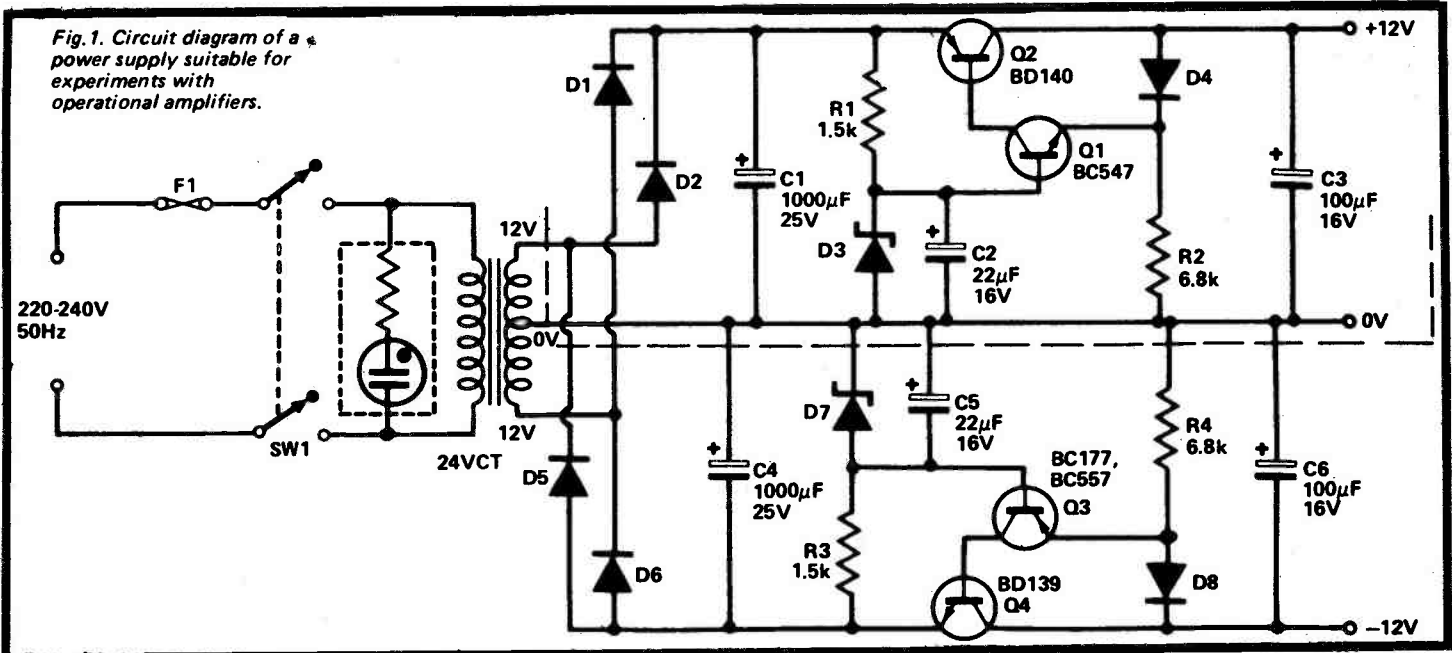 Fig.1. Circuit diagram of a
power supply suitable for
experiments with
operational amplifiers.
F1
220-240V
50Hz
SW1
24VCT
12V
0V
12V
D1
D2
D5
D6
+
C1
1000µF
25V
+
C4
1000µF
25V
R1
1.5k
D3
+
C2
22µF
16V
Q2
BD140
Q1
BC547
D4
R2
6.8k
+
C3
100µF
16V
+12V
0V
D7
+
C5
22µF
16V
R3
1.5k
BC177,
BC557
Q3
BD139
Q4
R4
6.8k
D8
+
C6
100µF
16V
−12V